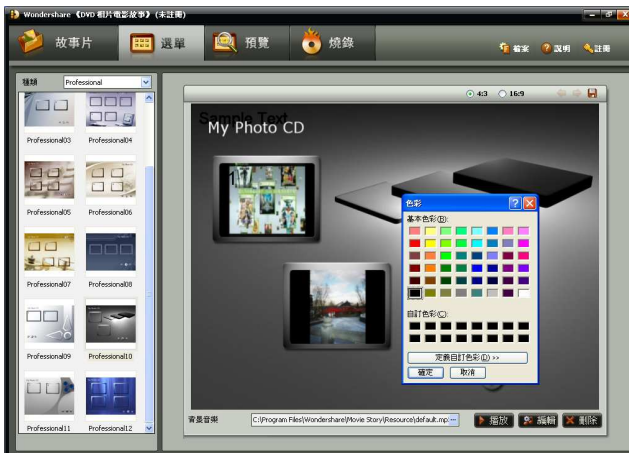 Wondershare 《DVD 相片電影故事》 (未註冊)
故事片
選單
預覽
燒錄
檔案
說明
註冊
種類
Professional
4:3
16:9
Professional03
Professional04
Professional05
Professional06
Professional07
Professional08
Professional09
Professional10
Professional11
Professional12
Sample Text
My Photo CD
1
色彩
基本色彩(B):
自訂色彩(C):
定義自訂色彩(D) >>
確定
取消
背景音樂
C:\Program Files\Wondershare\Movie Story\Resource\default.mp
播放
編輯
刪除